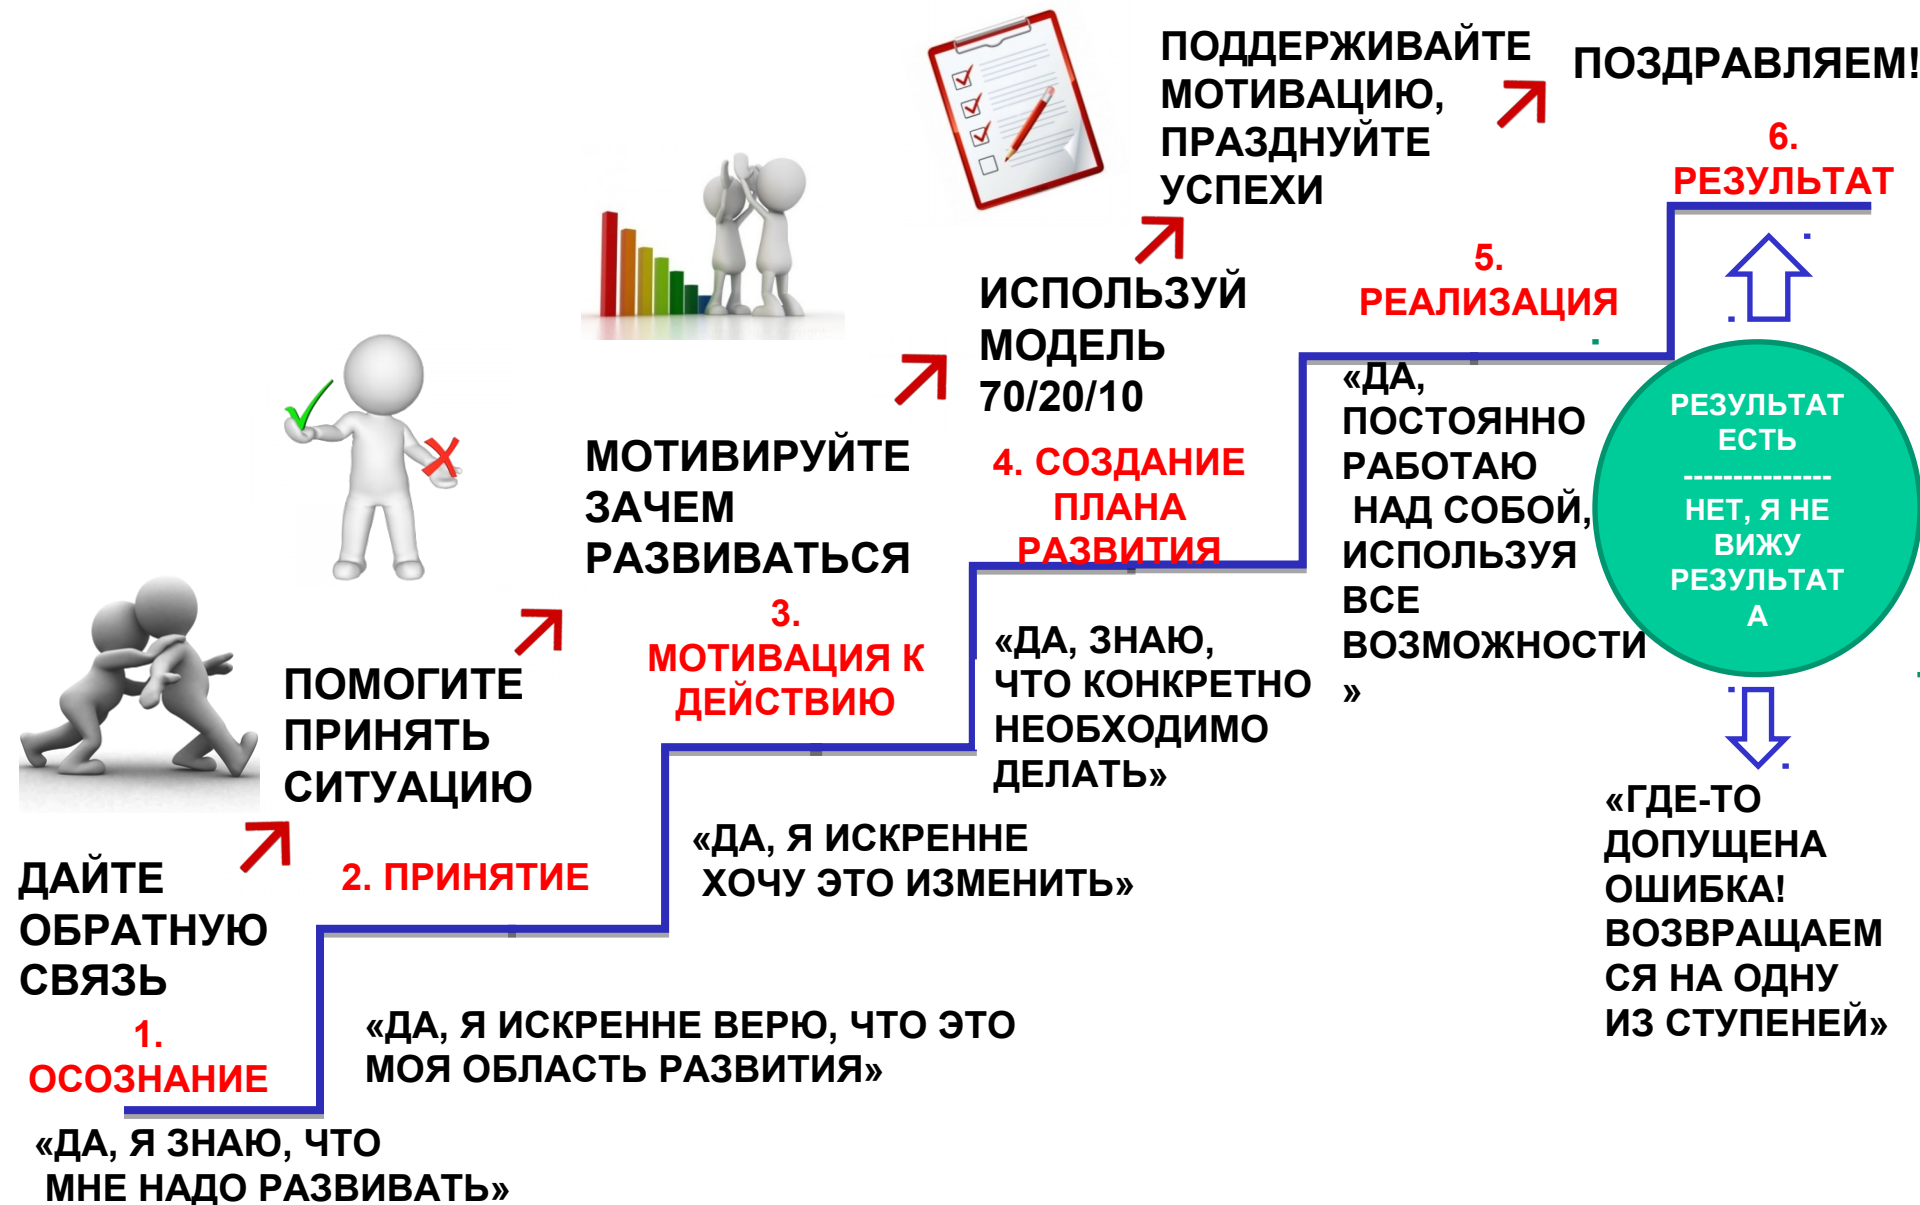 ДАЙТЕ
ОБРАТНУЮ
СВЯЗЬ
1.
ОСОЗНАНИЕ
«ДА, Я ЗНАЮ, ЧТО
МНЕ НАДО РАЗВИВАТЬ»
ПОМОГИТЕ
ПРИНЯТЬ
СИТУАЦИЮ
2. ПРИНЯТИЕ
«ДА, Я ИСКРЕННЕ ВЕРЮ, ЧТО ЭТО
МОЯ ОБЛАСТЬ РАЗВИТИЯ»
МОТИВИРУЙТЕ
ЗАЧЕМ
РАЗВИВАТЬСЯ
3.
МОТИВАЦИЯ К
ДЕЙСТВИЮ
«ДА, Я ИСКРЕННЕ
ХОЧУ ЭТО ИЗМЕНИТЬ»
ИСПОЛЬЗУЙ
МОДЕЛЬ
70/20/10
4. СОЗДАНИЕ
ПЛАНА
РАЗВИТИЯ
«ДА, ЗНАЮ,
ЧТО КОНКРЕТНО
НЕОБХОДИМО
ДЕЛАТЬ»
ПОДДЕРЖИВАЙТЕ
МОТИВАЦИЮ,
ПРАЗДНУЙТЕ
УСПЕХИ
5.
РЕАЛИЗАЦИЯ
«ДА,
ПОСТОЯННО
РАБОТАЮ
НАД СОБОЙ,
ИСПОЛЬЗУЯ
ВСЕ
ВОЗМОЖНОСТИ
»
ПОЗДРАВЛЯЕМ!
6.
РЕЗУЛЬТАТ
РЕЗУЛЬТАТ
ЕСТЬ
---------------
НЕТ, Я НЕ
ВИЖУ
РЕЗУЛЬТАТ
А
«ГДЕ-ТО
ДОПУЩЕНА
ОШИБКА!
ВОЗВРАЩАЕМ
СЯ НА ОДНУ
ИЗ СТУПЕНЕЙ»